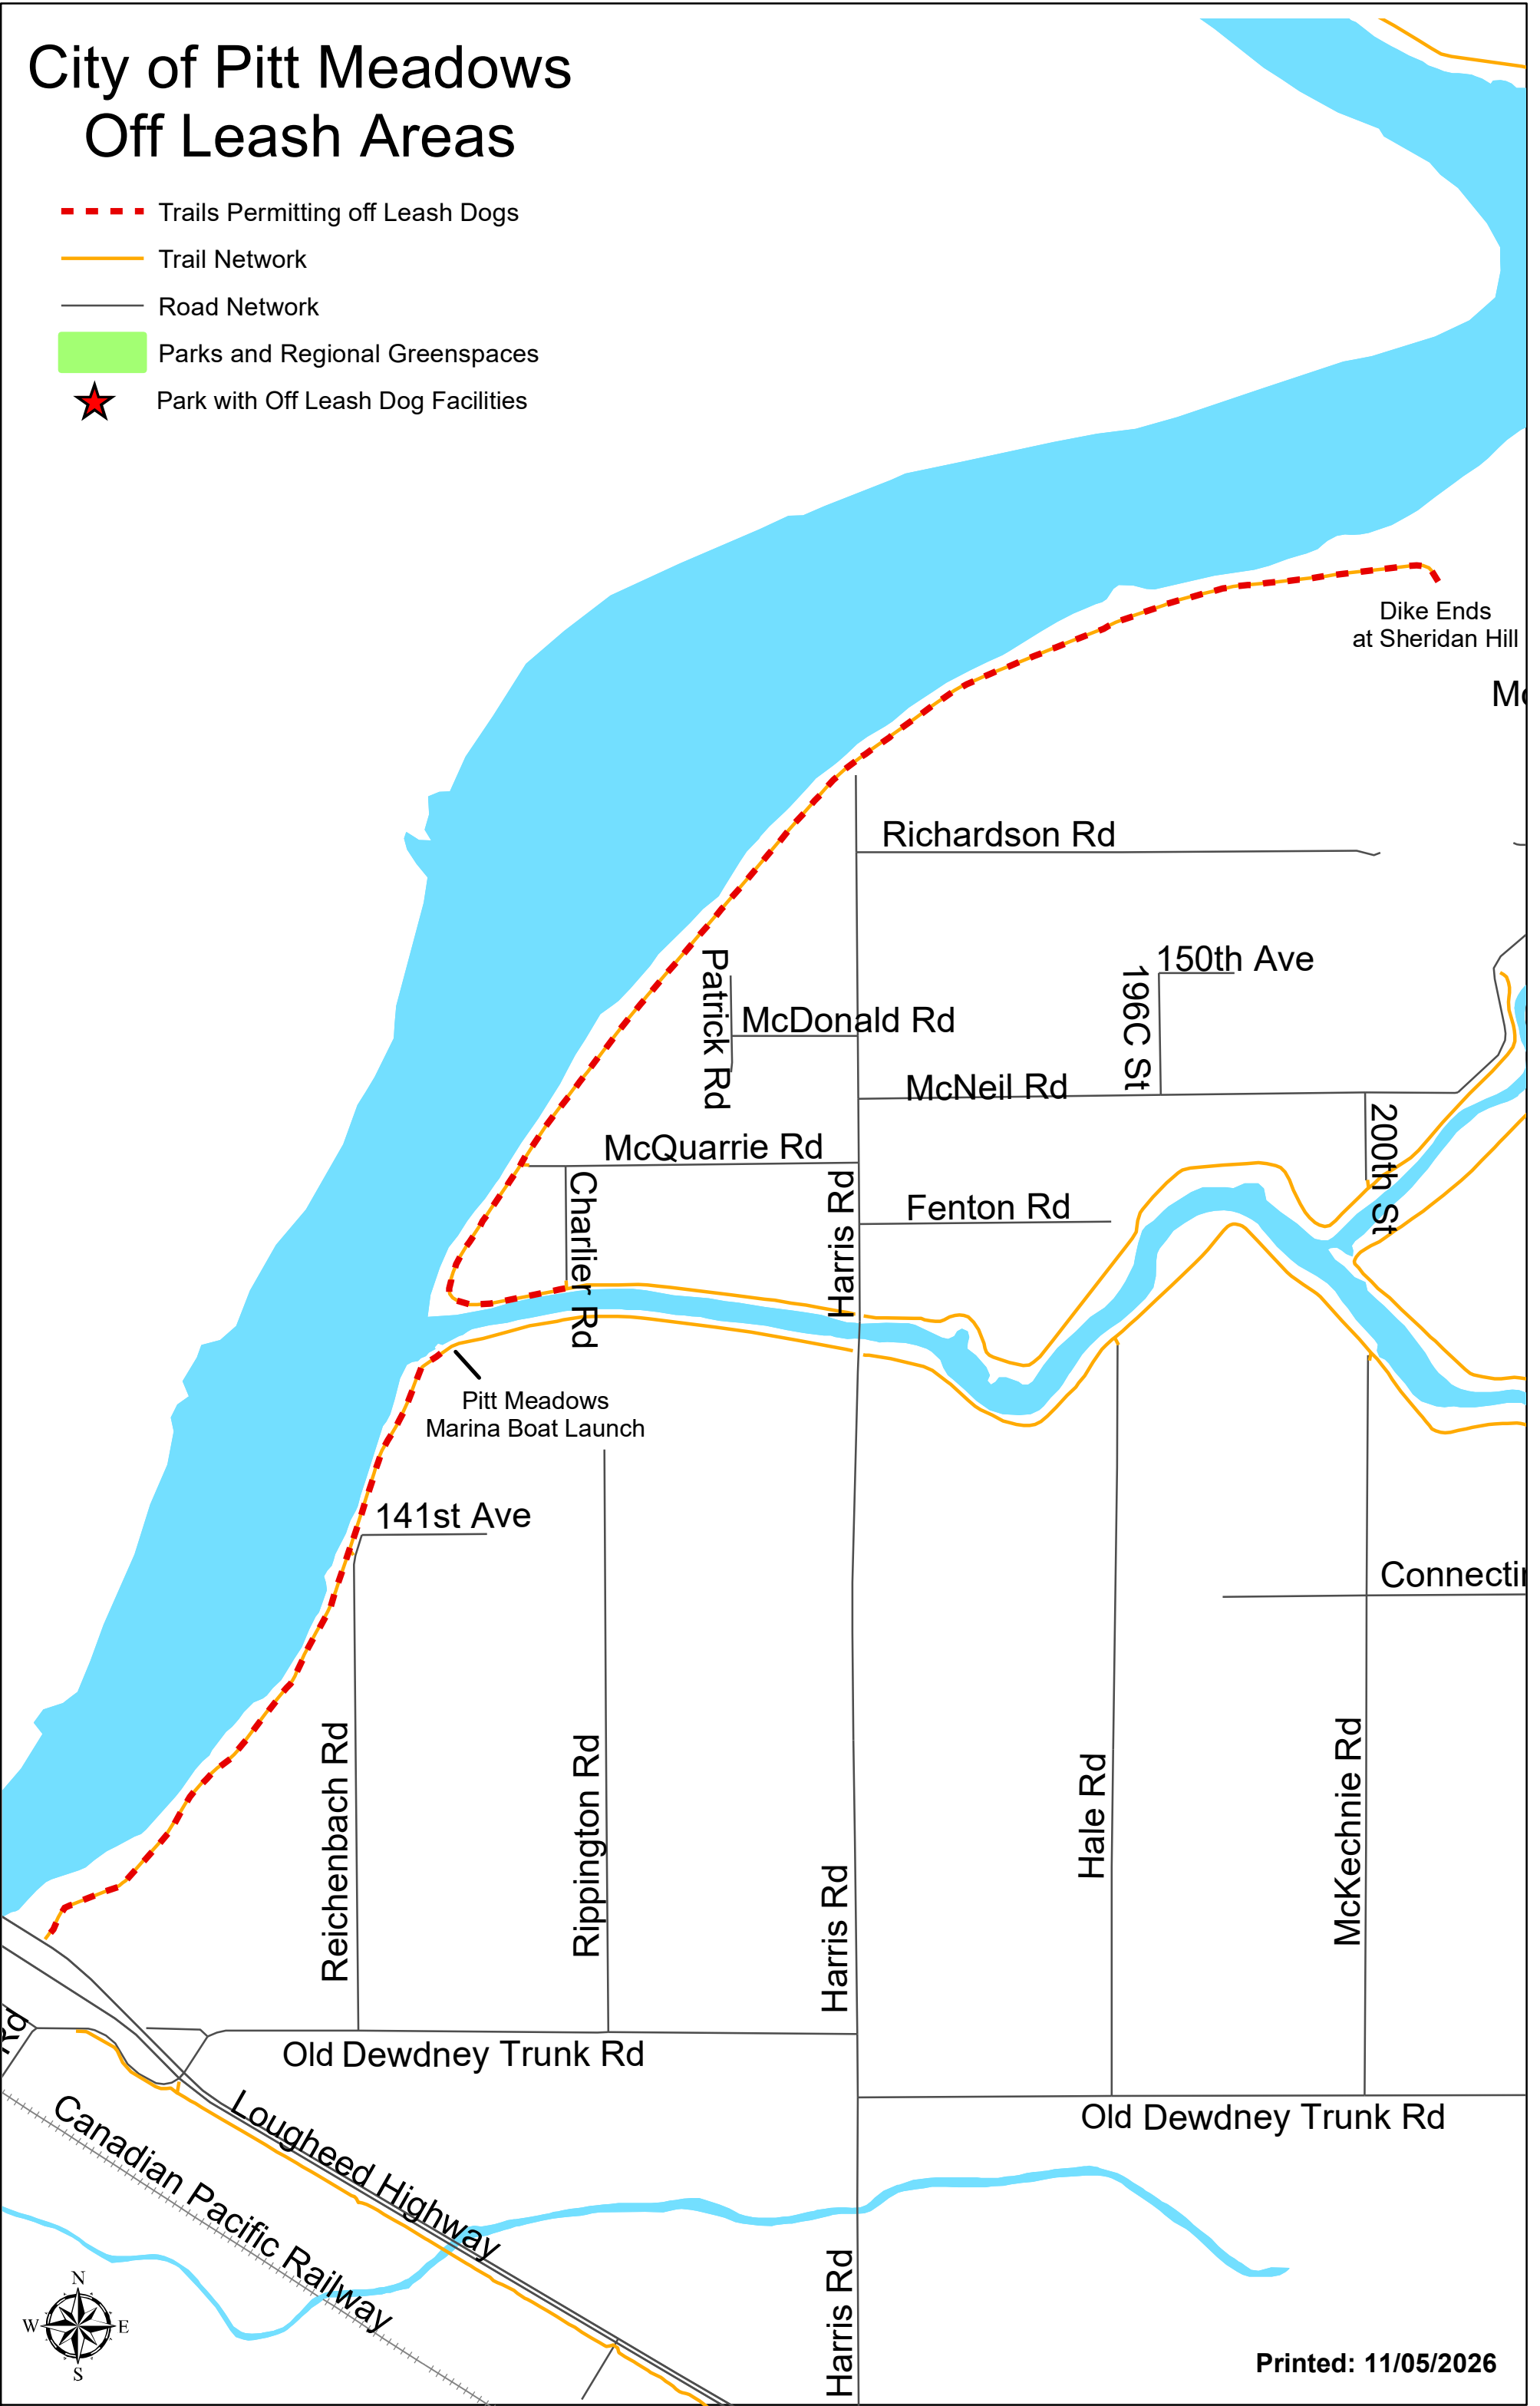 City of Pitt Meadows
Off Leash Areas
Trails Permitting off Leash Dogs
Trail Network
Road Network
Parks and Regional Greenspaces
Park with Off Leash Dog Facilities
Dike Ends
at Sheridan Hill
Richardson Rd
150th Ave
Patrick Rd
196C St
McDonald Rd
McNeil Rd
200th St
McQuarrie Rd
Charlier Rd
Harris Rd
Fenton Rd
Pitt Meadows
Marina Boat Launch
141st Ave
Reichenbach Rd
Rippington Rd
Harris Rd
Hale Rd
McKechnie Rd
Rd
Old Dewdney Trunk Rd
Old Dewdney Trunk Rd
Lougheed Highway
Canadian Pacific Railway
Harris Rd
N
W
E
S
Printed: 11/05/2026